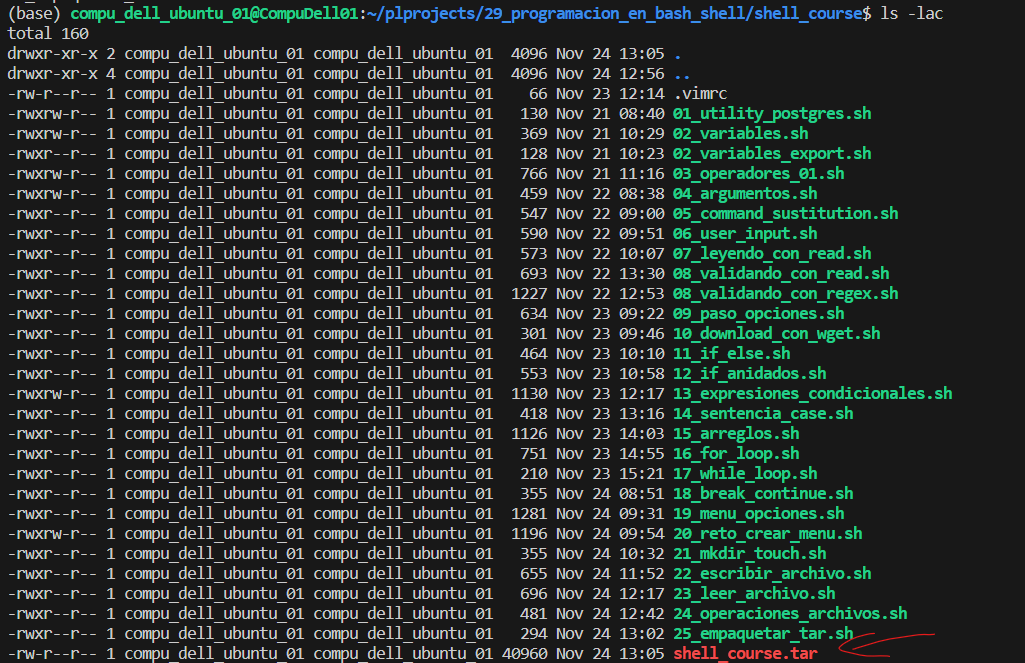 (base) compu_dell_ubuntu_01@CompuDell01:~/plprojects/29_programacion_en_bash_shell/shell_course$ ls -lac
total 160
drwxr-xr-x 2 compu_dell_ubuntu_01 compu_dell_ubuntu_01  4096 Nov 24 13:05 .
drwxr-xr-x 4 compu_dell_ubuntu_01 compu_dell_ubuntu_01  4096 Nov 24 12:56 ..
-rw-r--r-- 1 compu_dell_ubuntu_01 compu_dell_ubuntu_01    66 Nov 23 12:14 .vimrc
-rwxrw-r-- 1 compu_dell_ubuntu_01 compu_dell_ubuntu_01   130 Nov 21 08:40 01_utility_postgres.sh
-rwxrw-r-- 1 compu_dell_ubuntu_01 compu_dell_ubuntu_01   369 Nov 21 10:29 02_variables.sh
-rwxr--r-- 1 compu_dell_ubuntu_01 compu_dell_ubuntu_01   128 Nov 21 10:23 02_variables_export.sh
-rwxrw-r-- 1 compu_dell_ubuntu_01 compu_dell_ubuntu_01   766 Nov 21 11:16 03_operadores_01.sh
-rwxrw-r-- 1 compu_dell_ubuntu_01 compu_dell_ubuntu_01   459 Nov 22 08:38 04_argumentos.sh
-rwxr--r-- 1 compu_dell_ubuntu_01 compu_dell_ubuntu_01   547 Nov 22 09:00 05_command_sustitution.sh
-rwxr--r-- 1 compu_dell_ubuntu_01 compu_dell_ubuntu_01   590 Nov 22 09:51 06_user_input.sh
-rwxr--r-- 1 compu_dell_ubuntu_01 compu_dell_ubuntu_01   573 Nov 22 10:07 07_leyendo_con_read.sh
-rwxr--r-- 1 compu_dell_ubuntu_01 compu_dell_ubuntu_01   693 Nov 22 13:30 08_validando_con_read.sh
-rwxr--r-- 1 compu_dell_ubuntu_01 compu_dell_ubuntu_01  1227 Nov 22 12:53 08_validando_con_regex.sh
-rwxr--r-- 1 compu_dell_ubuntu_01 compu_dell_ubuntu_01   634 Nov 23 09:22 09_paso_opciones.sh
-rwxr--r-- 1 compu_dell_ubuntu_01 compu_dell_ubuntu_01   301 Nov 23 09:46 10_download_con_wget.sh
-rwxr--r-- 1 compu_dell_ubuntu_01 compu_dell_ubuntu_01   464 Nov 23 10:10 11_if_else.sh
-rwxr--r-- 1 compu_dell_ubuntu_01 compu_dell_ubuntu_01   553 Nov 23 10:58 12_if_anidados.sh
-rwxrw-r-- 1 compu_dell_ubuntu_01 compu_dell_ubuntu_01  1130 Nov 23 12:17 13_expresiones_condicionales.sh
-rwxr--r-- 1 compu_dell_ubuntu_01 compu_dell_ubuntu_01   418 Nov 23 13:16 14_sentencia_case.sh
-rwxr--r-- 1 compu_dell_ubuntu_01 compu_dell_ubuntu_01  1126 Nov 23 14:03 15_arreglos.sh
-rwxr--r-- 1 compu_dell_ubuntu_01 compu_dell_ubuntu_01   751 Nov 23 14:55 16_for_loop.sh
-rwxr--r-- 1 compu_dell_ubuntu_01 compu_dell_ubuntu_01   210 Nov 23 15:21 17_while_loop.sh
-rwxr--r-- 1 compu_dell_ubuntu_01 compu_dell_ubuntu_01   355 Nov 24 08:51 18_break_continue.sh
-rwxr--r-- 1 compu_dell_ubuntu_01 compu_dell_ubuntu_01  1281 Nov 24 09:31 19_menu_opciones.sh
-rwxrw-r-- 1 compu_dell_ubuntu_01 compu_dell_ubuntu_01  1196 Nov 24 09:54 20_reto_crear_menu.sh
-rwxr--r-- 1 compu_dell_ubuntu_01 compu_dell_ubuntu_01   355 Nov 24 10:32 21_mkdir_touch.sh
-rwxr--r-- 1 compu_dell_ubuntu_01 compu_dell_ubuntu_01   655 Nov 24 11:52 22_escribir_archivo.sh
-rwxr--r-- 1 compu_dell_ubuntu_01 compu_dell_ubuntu_01   696 Nov 24 12:17 23_leer_archivo.sh
-rwxr--r-- 1 compu_dell_ubuntu_01 compu_dell_ubuntu_01   481 Nov 24 12:42 24_operaciones_archivos.sh
-rwxr--r-- 1 compu_dell_ubuntu_01 compu_dell_ubuntu_01   294 Nov 24 13:02 25_empaquetar_tar.sh
-rw-r--r-- 1 compu_dell_ubuntu_01 compu_dell_ubuntu_01 40960 Nov 24 13:05 shell_course.tar